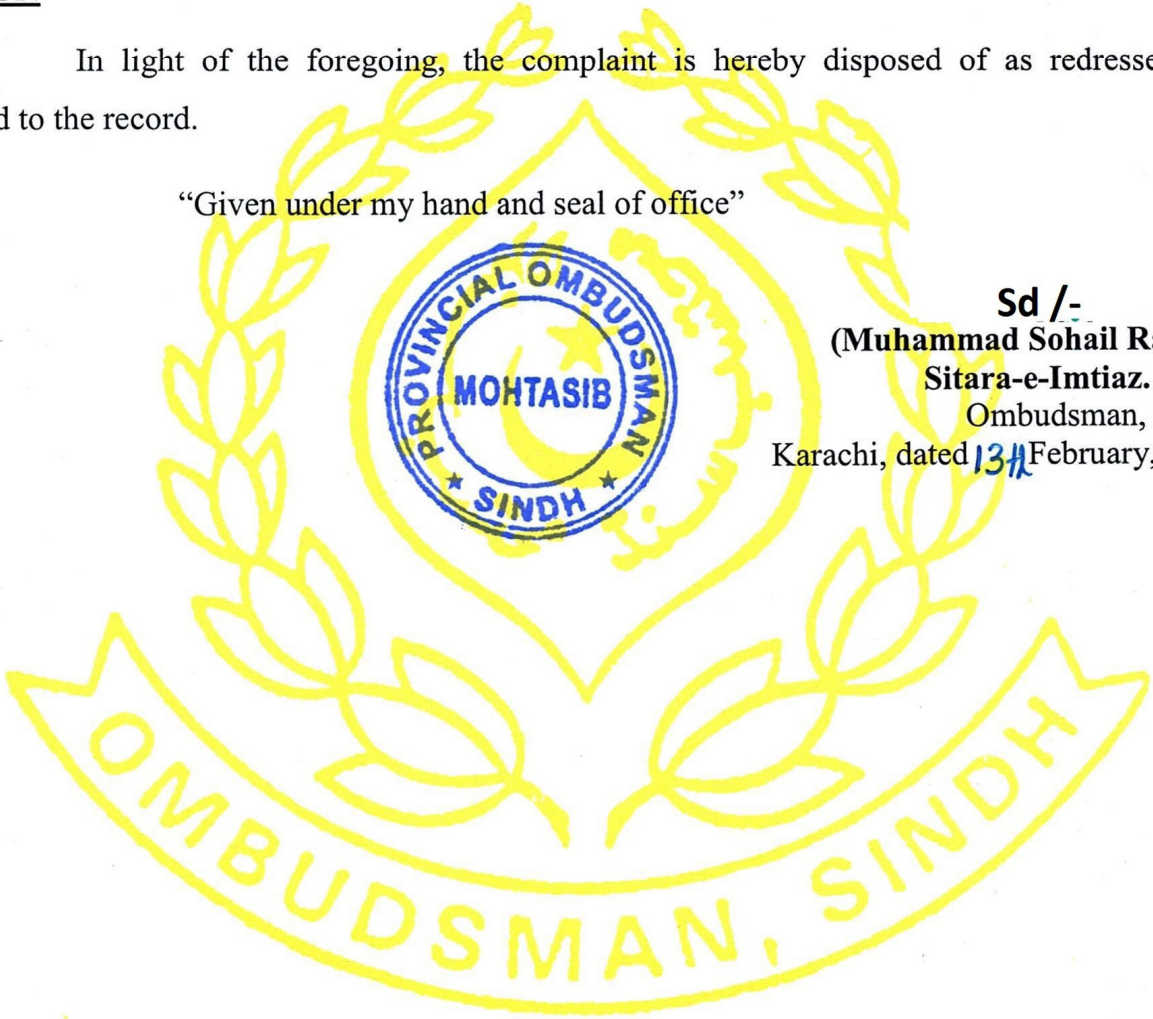 In light of the foregoing, the complaint is hereby disposed of as redresse
d to the record.
“Given under my hand and seal of office”
PROVINCIAL OMBUDSMAN
MOHTASIB
★ SINDH ★
Sd /-
(Muhammad Sohail Ra
Sitara-e-Imtiaz.
Ombudsman,
Karachi, dated 13th February,
OMBUDSMAN, SINDH